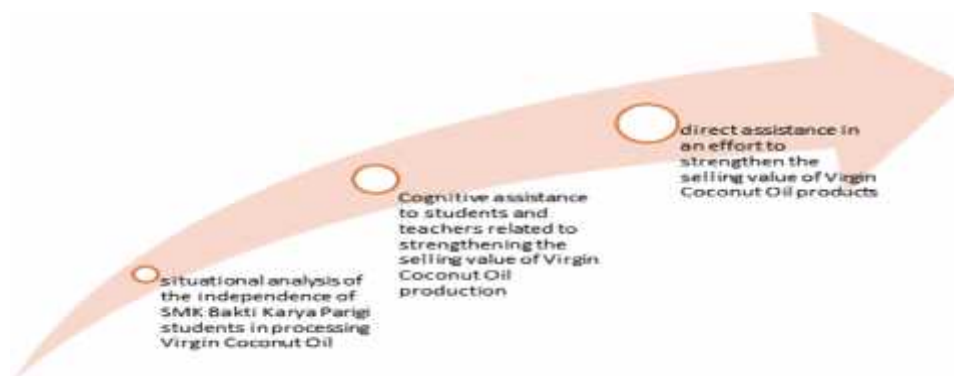 situational analysis of
the independence of
SMK Bakti Karya Parigi
students in processing
Virgin Coconut Oil
Cognitive assistance
to students and
teachers related to
strengthening the
selling value of Virgin
Coconut Oil
production
direct assistance in
an effort to
strengthen the
selling value of Virgin
Coconut Oil products